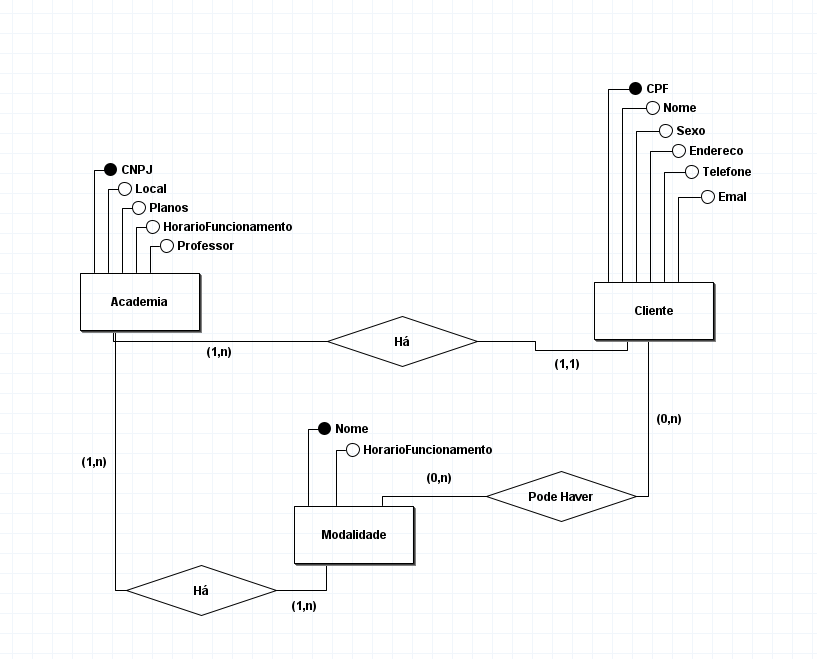 CPF
Nome
Sexo
Endereco
Telefone
Emal
CNPJ
Local
Planos
HorarioFuncionamento
Professor
Academia
Cliente
Há
(1,n)
(1,1)
(0,n)
Nome
HorarioFuncionamento
(1,n)
(0,n)
Pode Haver
Modalidade
Há
(1,n)